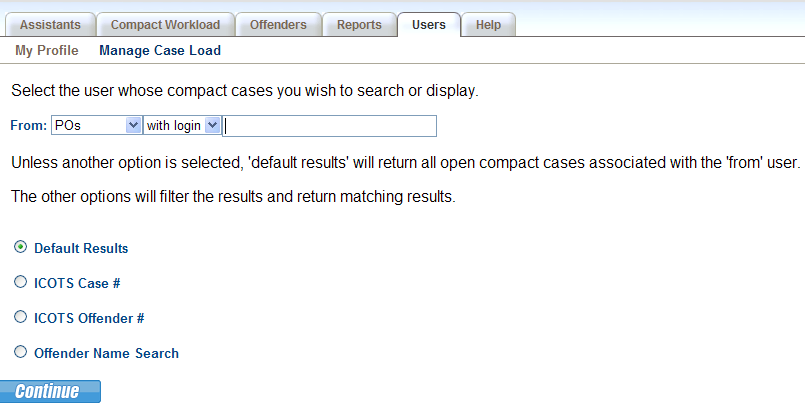 Assistants Compact Workload Offenders Reports Users Help
My Profile Manage Case Load
Select the user whose compact cases you wish to search or display.
From: POs with login
Unless another option is selected, 'default results' will return all open compact cases associated with the 'from' user.
The other options will filter the results and return matching results.
Default Results
ICOTS Case #
ICOTS Offender #
Offender Name Search
Continue